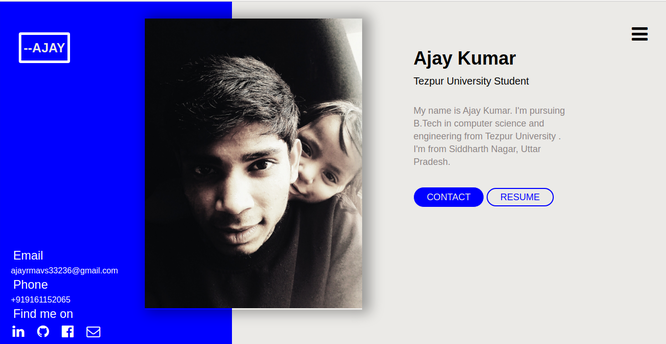 --AJAY
Ajay Kumar
Tezpur University Student
My name is Ajay Kumar. I'm pursuing
B.Tech in computer science and
engineering from Tezpur University .
I'm from Siddharth Nagar, Uttar
Pradesh.
CONTACT RESUME
Email
ajayrmavs33236@gmail.com
Phone
+919161152065
Find me on